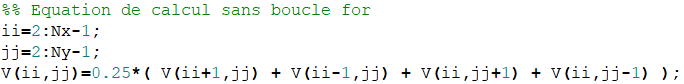 %% Equation de calcul sans boucle for
ii=2:Nx-1;
jj=2:Ny-1;
V(ii,jj)=0.25*( V(ii+1,jj) + V(ii-1,jj) + V(ii,jj+1) + V(ii,jj-1) );